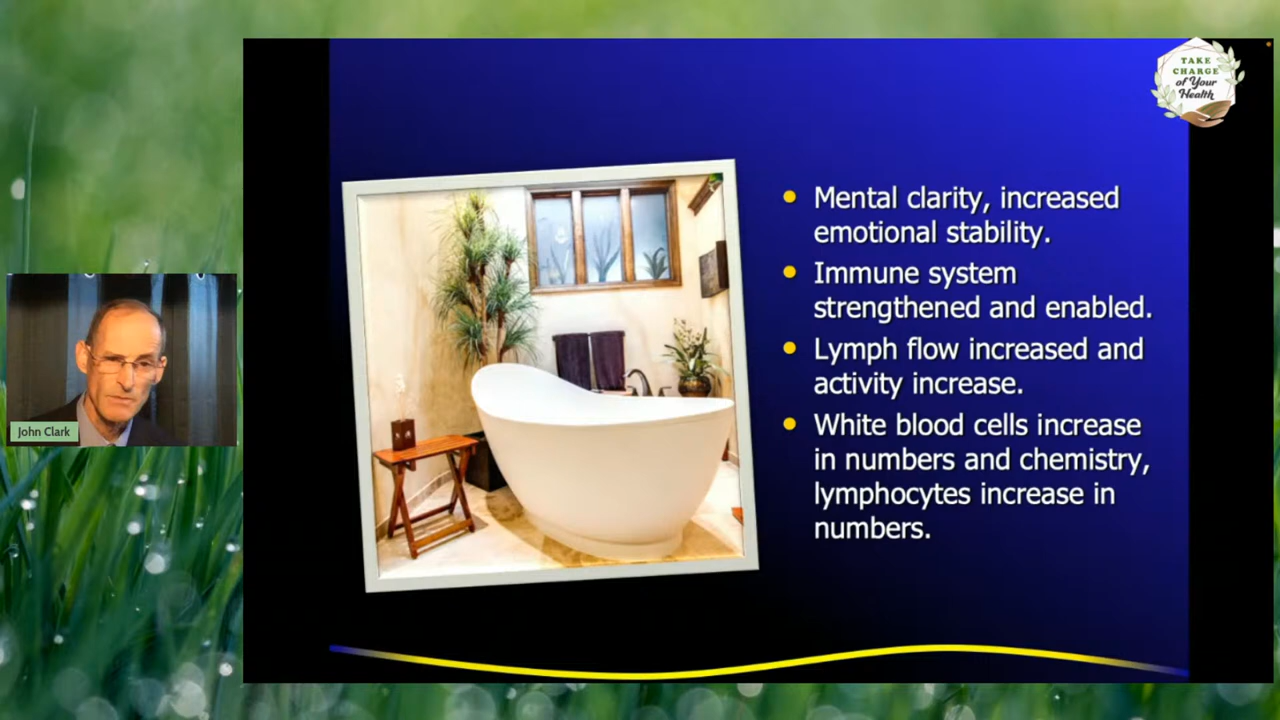 TAKE
CHARGE
of Your
Health
Mental clarity, increased
emotional stability.
Immune system
strengthened and enabled.
Lymph flow increased and
activity increase.
White blood cells increase
in numbers and chemistry,
lymphocytes increase in
numbers.
John Clark